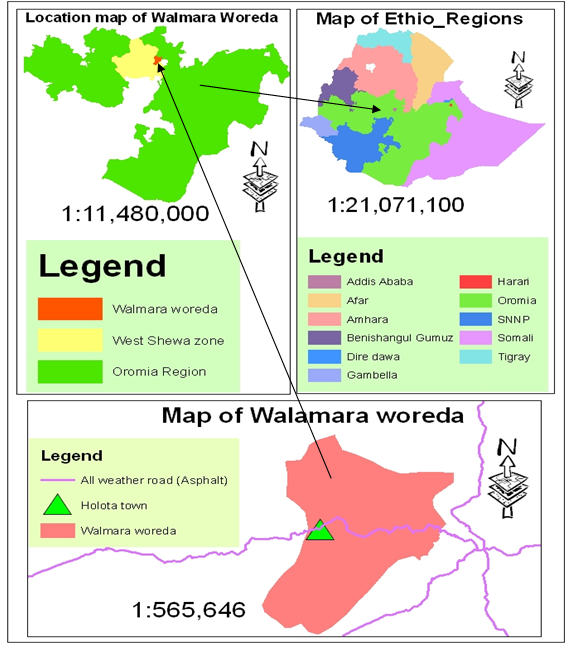 Location map of Walmara Woreda
N
1:11,480,000
Legend
Walmara woreda
West Shewa zone
Oromia Region
Map of Ethio_Regions
N
1:21,071,100
Legend
Addis Ababa
Afar
Amhara
Benishangul Gumuz
Dire dawa
Gambella
Harari
Oromia
SNNP
Somali
Tigray
Map of Walamara woreda
Legend
All weather road (Asphalt)
Holota town
Walmara woreda
N
1:565,646